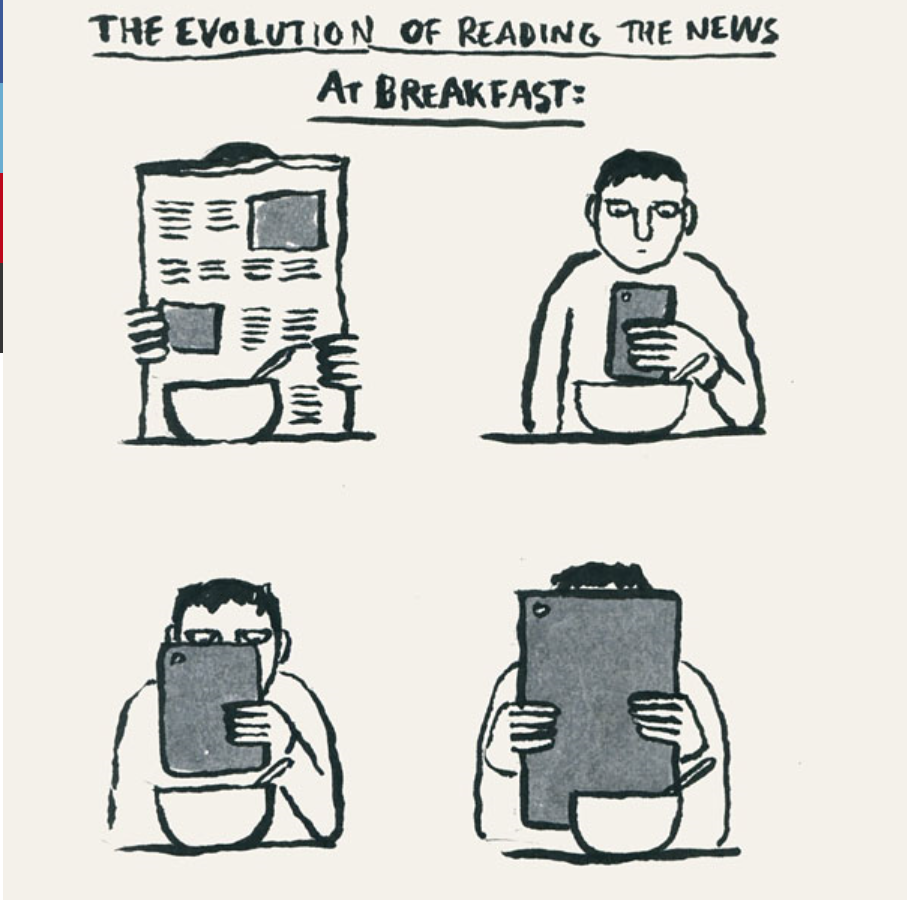 THE EVOLUTION OF READING THE NEWS
AT BREAKFAST: